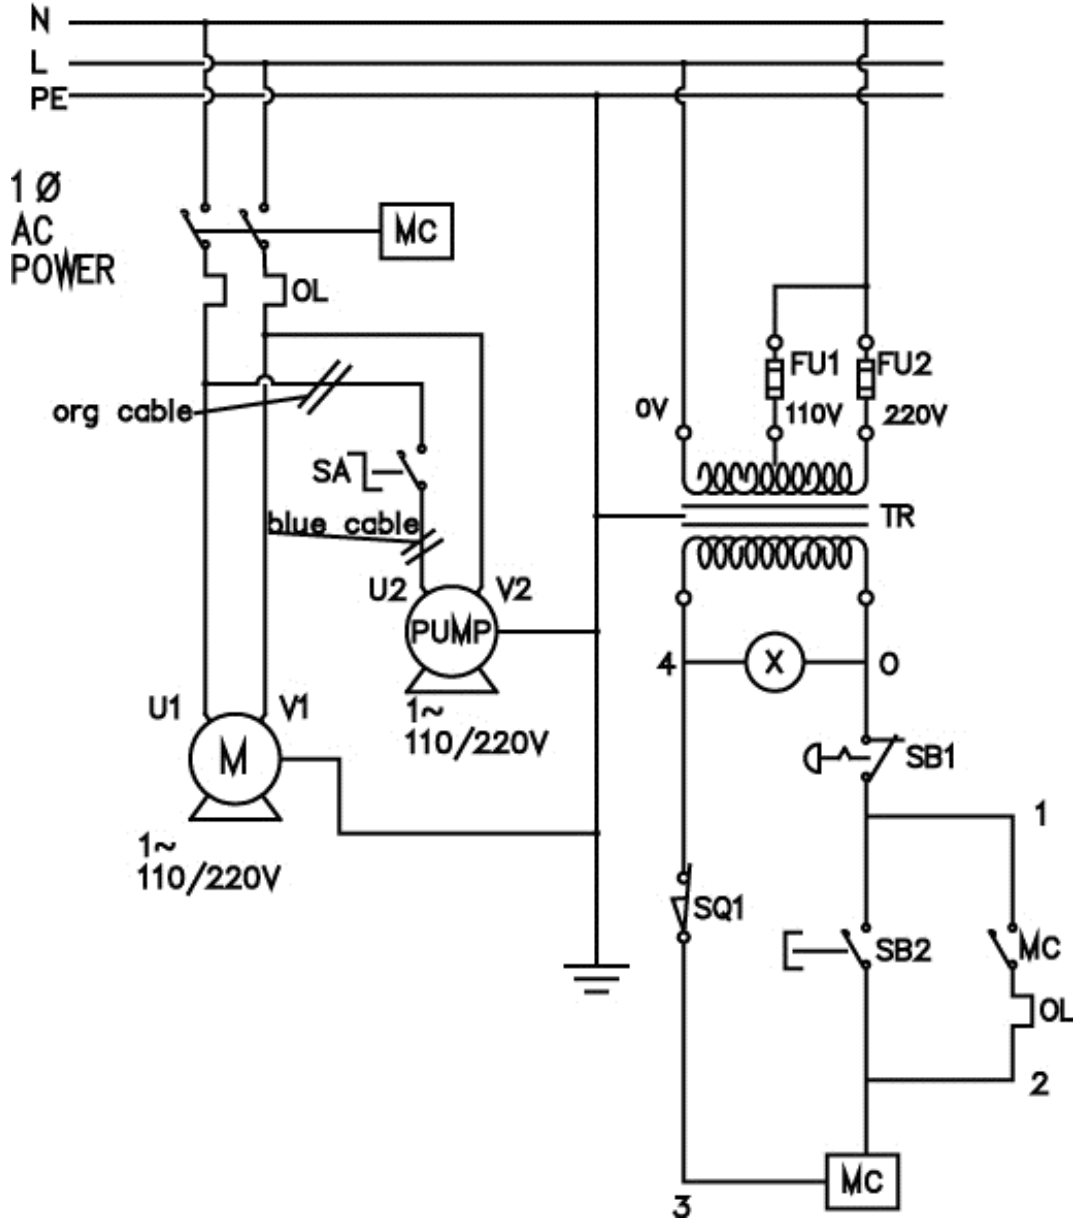 N
L
PE
1Ø
AC
POWER
MC
OL
org cable
SA
blue cable
U2
V2
PUMP
1~
110/220V
U1
V1
M
1~
110/220V
FU1
FU2
0V
110V
220V
TR
4
X
0
SB1
1
SQ1
SB2
MC
OL
2
MC
3